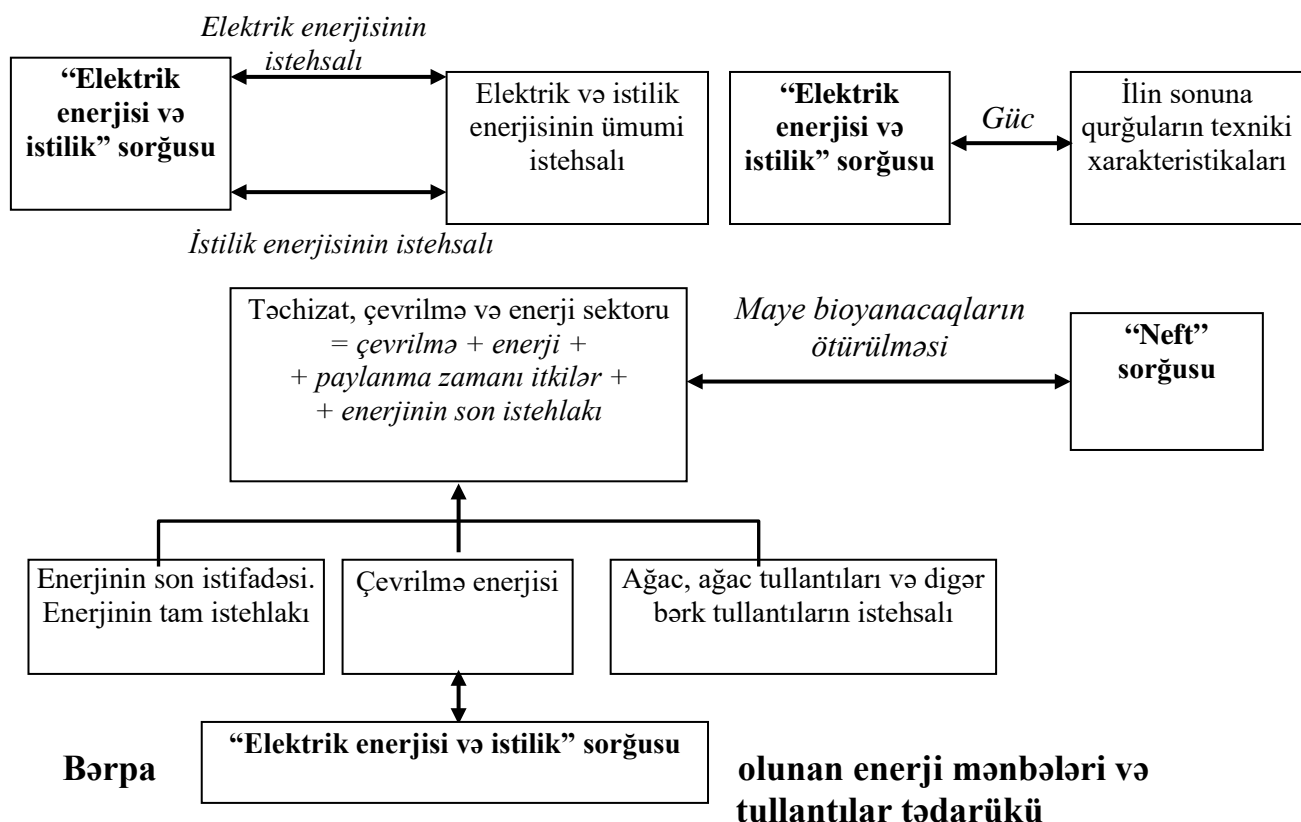 Elektrik enerjisinin
istehsalı
“Elektrik
enerjisi və
istilik” sorğusu
Elektrik və istilik
enerjisinin ümumi
istehsalı
İstilik enerjisinin istehsalı
“Elektrik
enerjisi və
istilik” sorğusu
Güc
İlin sonuna
qurğuların texniki
xarakteristikaları
Təchizat, çevrilmə və enerji sektoru
= çevrilmə + enerji +
+ paylanma zamanı itkilər +
+ enerjinin son istehlakı
Maye bioyanacaqların
ötürülməsi
“Neft”
sorğusu
Enerjinin son istifadəsi.
Enerjinin tam istehlakı
Çevrilmə enerjisi
Ağac, ağac tullantıları və digər
bərk tullantıların istehsalı
“Elektrik enerjisi və istilik” sorğusu
Bərpa
olunan enerji mənbələri və
tullantılar tədarükü